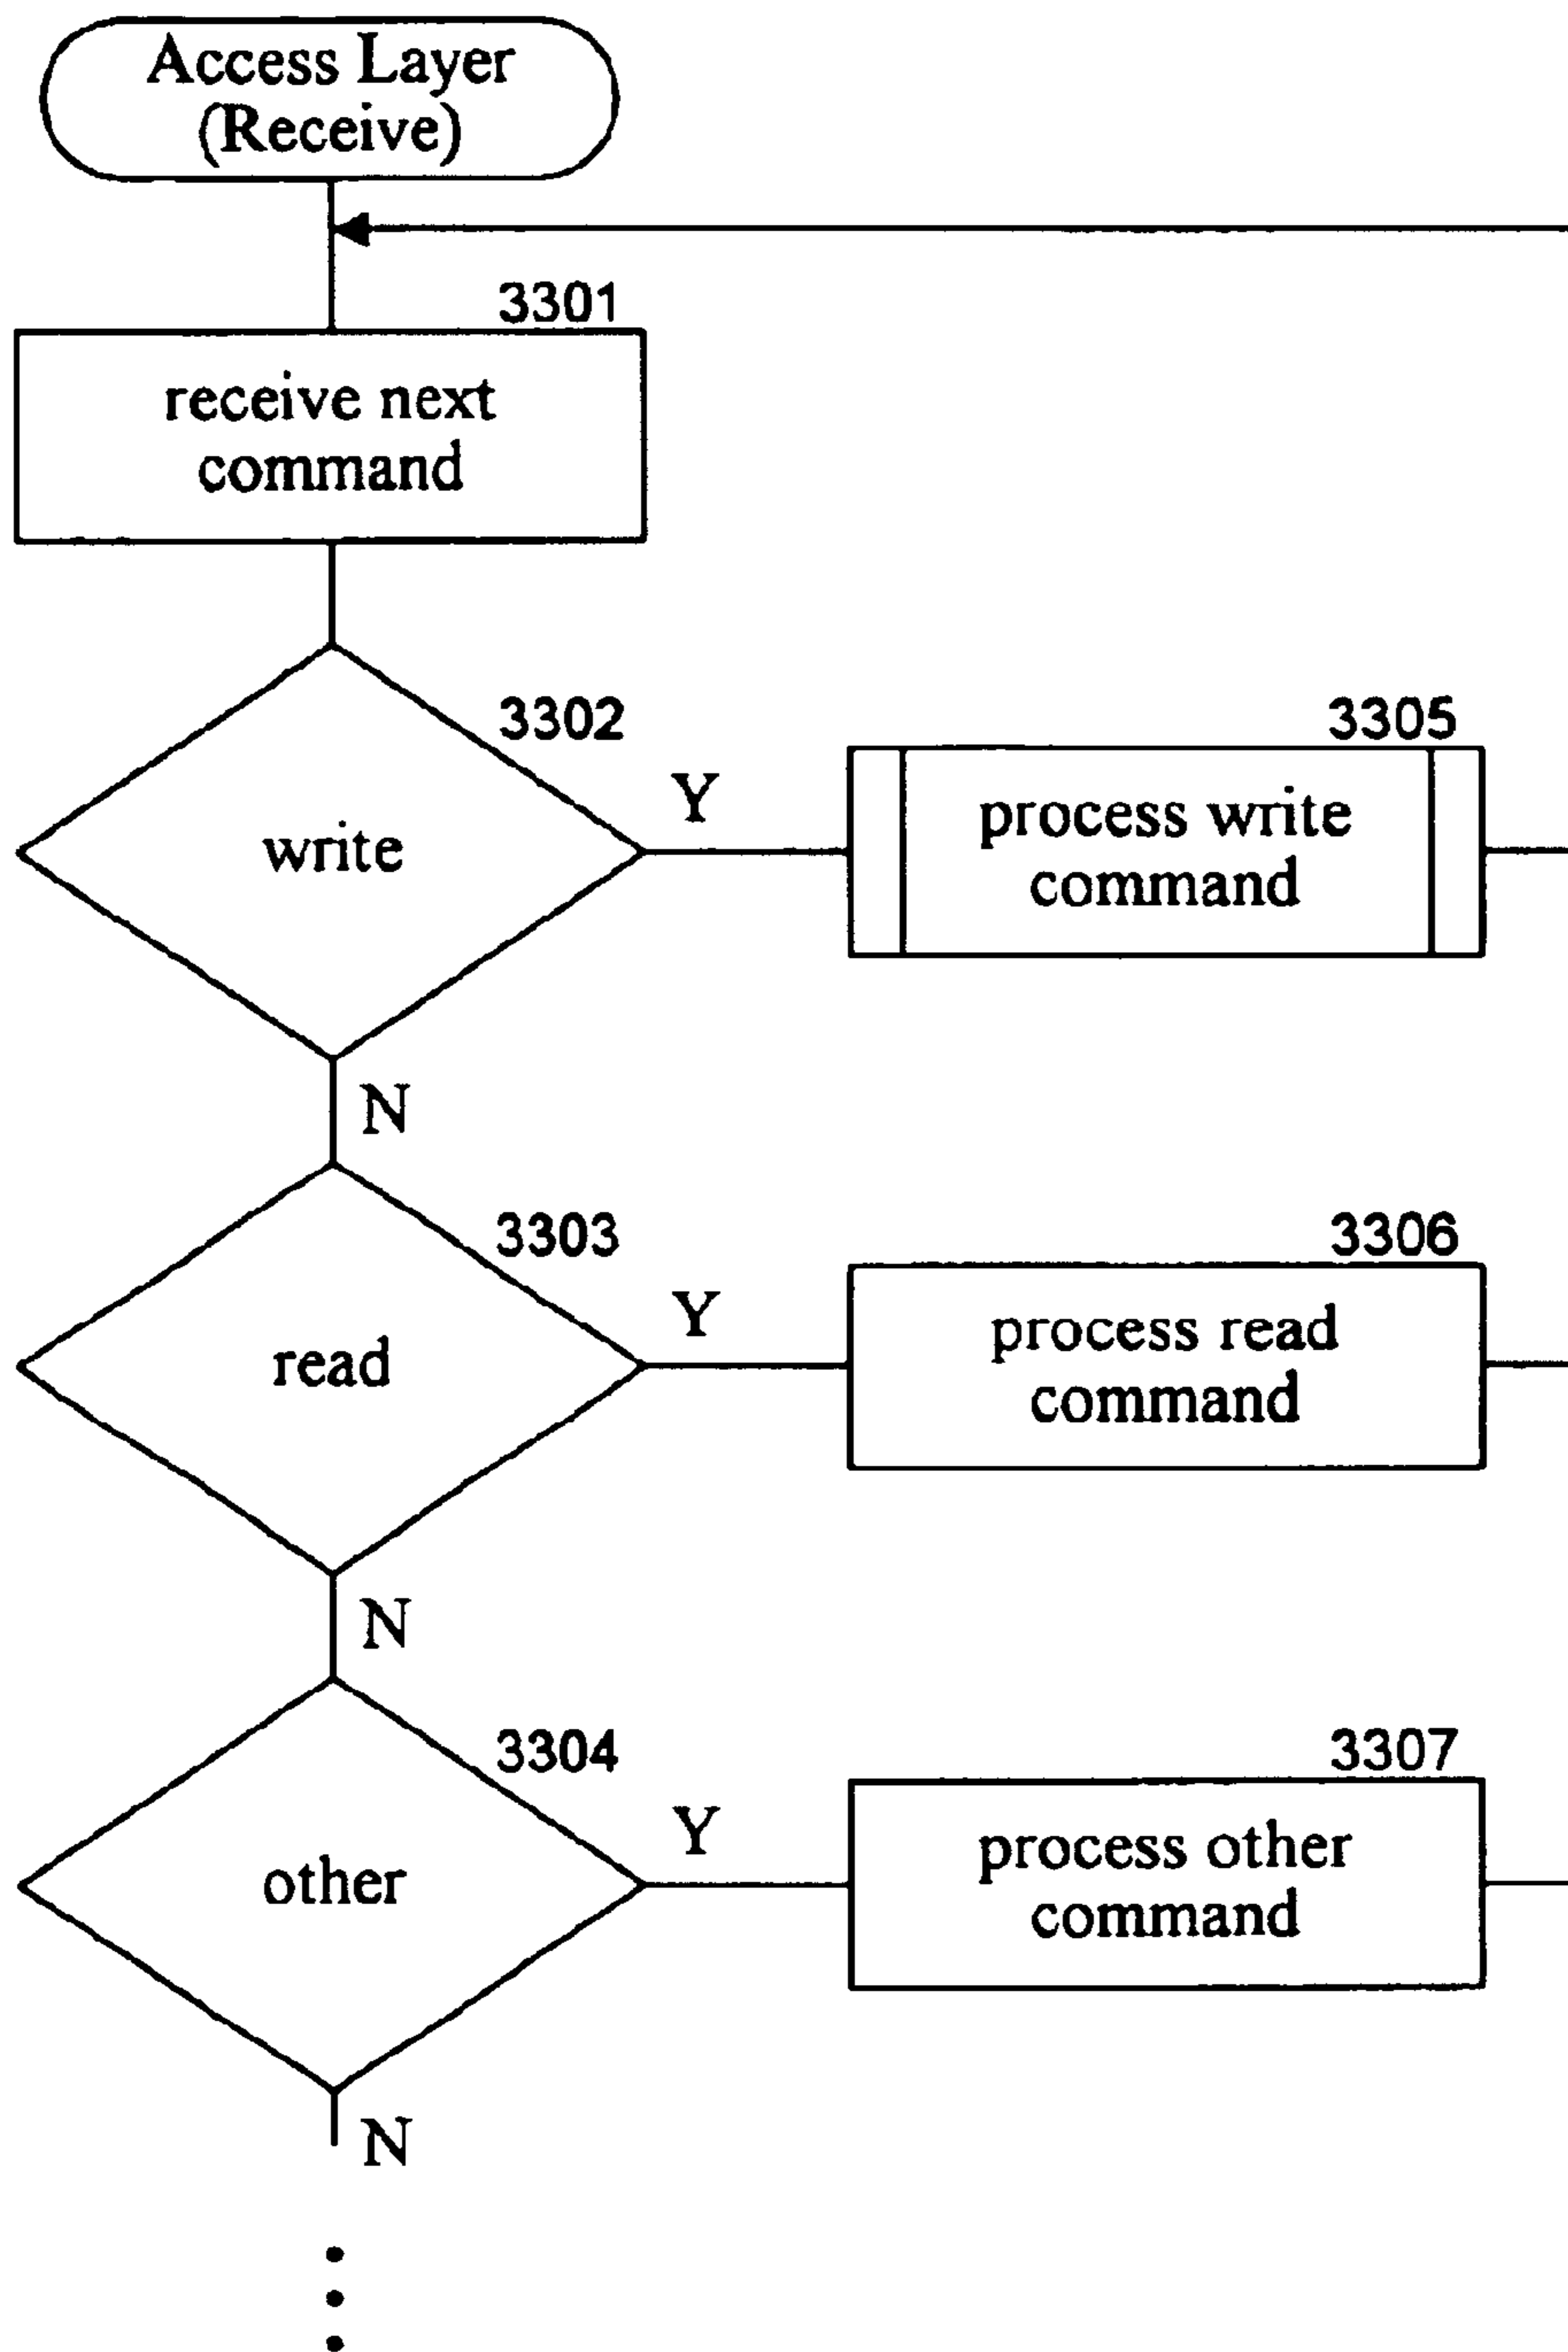 Access Layer
(Receive)
3301
receive next
command
3302
write
Y
3305
process write
command
N
3303
read
Y
3306
process read
command
N
3304
other
Y
3307
process other
command
N